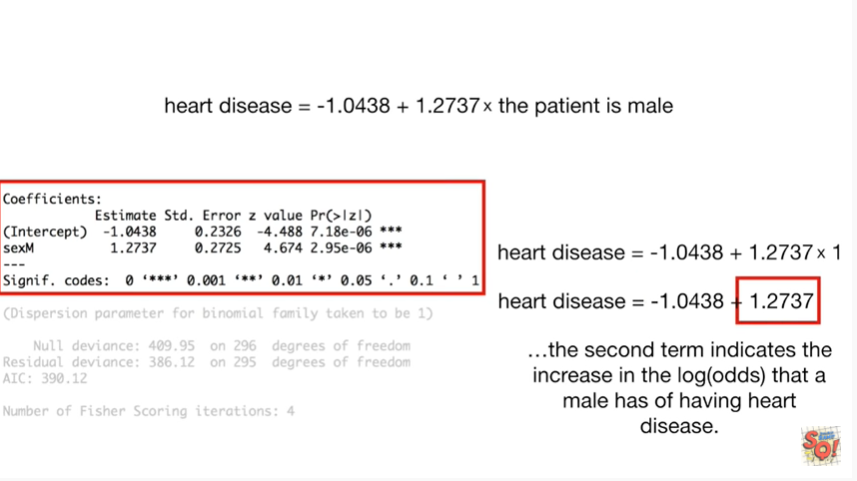 heart disease = -1.0438 + 1.2737 x the patient is male
Coefficients:
Estimate Std. Error z value Pr(>|z|)
(Intercept) -1.0438 0.2326 -4.488 7.18e-06 ***
sexM 1.2737 0.2725 4.674 2.95e-06 ***
---
Signif. codes: 0 ‘***’ 0.001 ‘**’ 0.01 ‘*’ 0.05 ‘.’ 0.1 ‘ ’ 1
(Dispersion parameter for binomial family taken to be 1)
Null deviance: 409.95 on 296 degrees of freedom
Residual deviance: 386.12 on 295 degrees of freedom
AIC: 390.12
Number of Fisher Scoring iterations: 4
heart disease = -1.0438 + 1.2737 x 1
heart disease = -1.0438 + 1.2737
…the second term indicates the
increase in the log(odds) that a
male has of having heart
disease.
SQ!